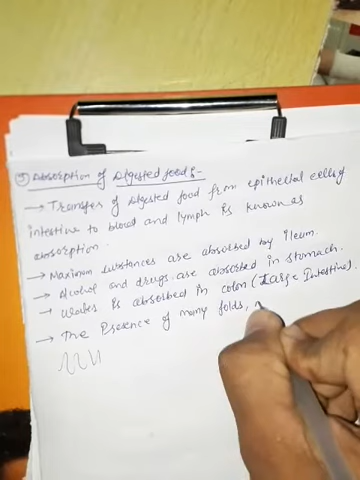 ⑤ Absorption of digested food :-
→ Transfer of digested food from epithelial cells of
intestine to blood and lymph is known as
absorption.
→ Maximum substances are absorbed by ileum.
→ Alcohol and drugs are absorbed in stomach.
→ Water is absorbed in colon (Large Intestine).
→ The Presence of many folds,